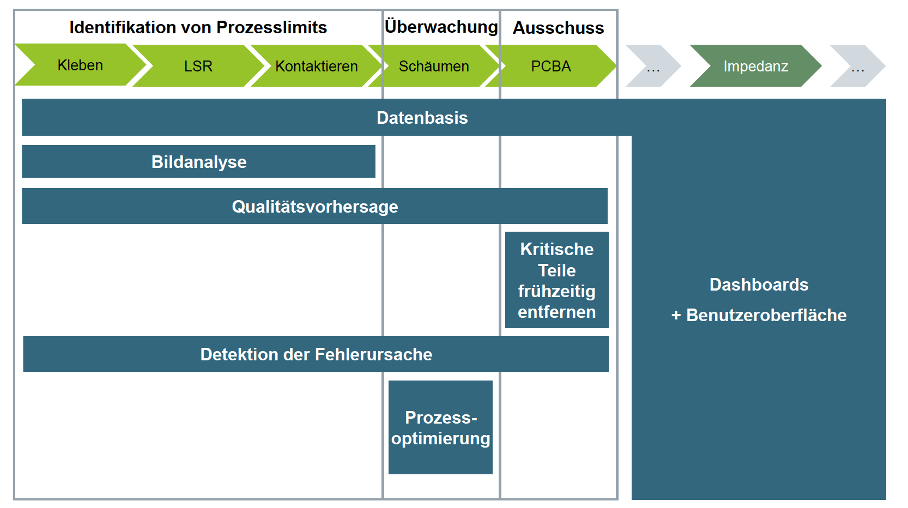 Identifikation von Prozesslimits
Überwachung
Ausschuss
Kleben
LSR
Kontaktieren
Schäumen
PCBA
...
Impedanz
...
Datenbasis
Bildanalyse
Qualitätsvorhersage
Kritische
Teile
frühzeitig
entfernen
Dashboards
+ Benutzeroberfläche
Detektion der Fehlerursache
Prozess-
optimierung